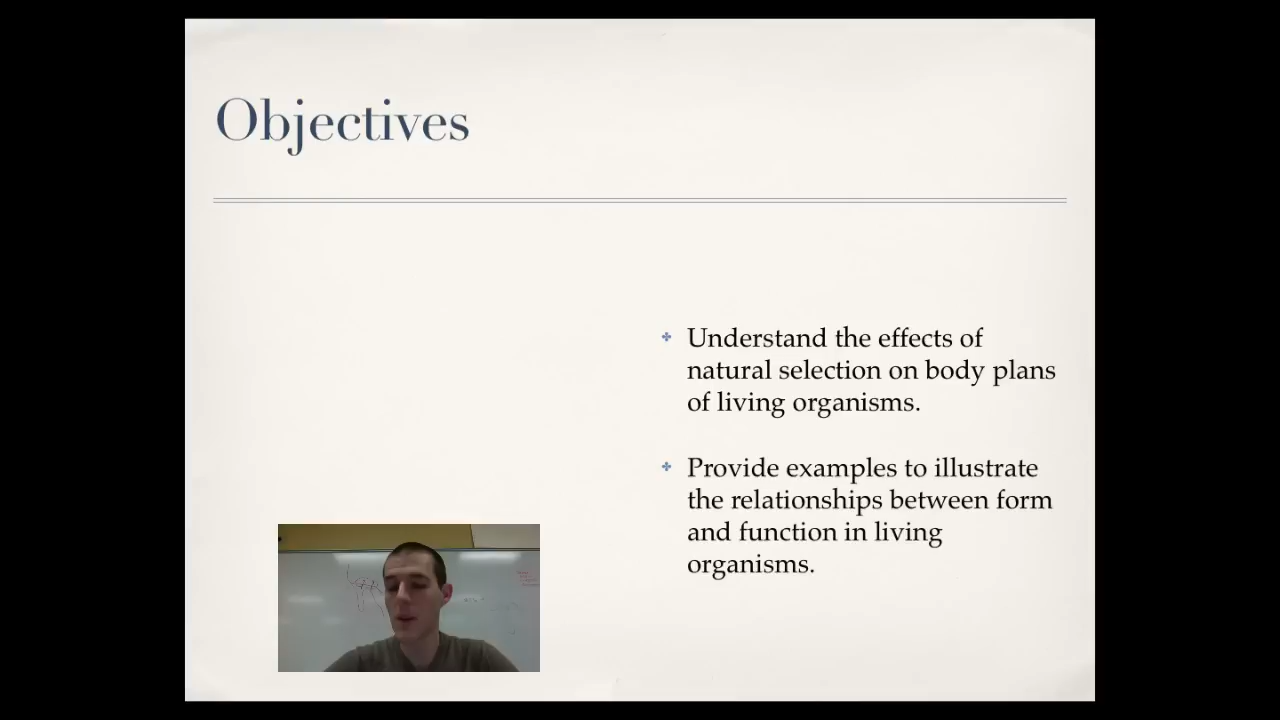 Objectives
Understand the effects of
natural selection on body plans
of living organisms.
Provide examples to illustrate
the relationships between form
and function in living
organisms.